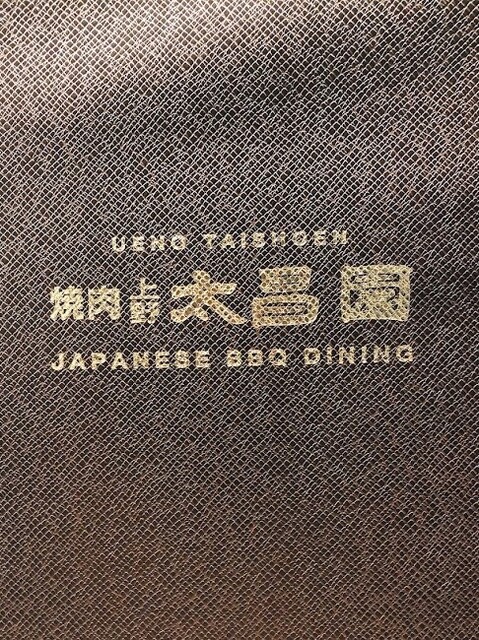 UENO TAISHOEN
焼肉 上野 太昌園
JAPANESE BBQ DINING